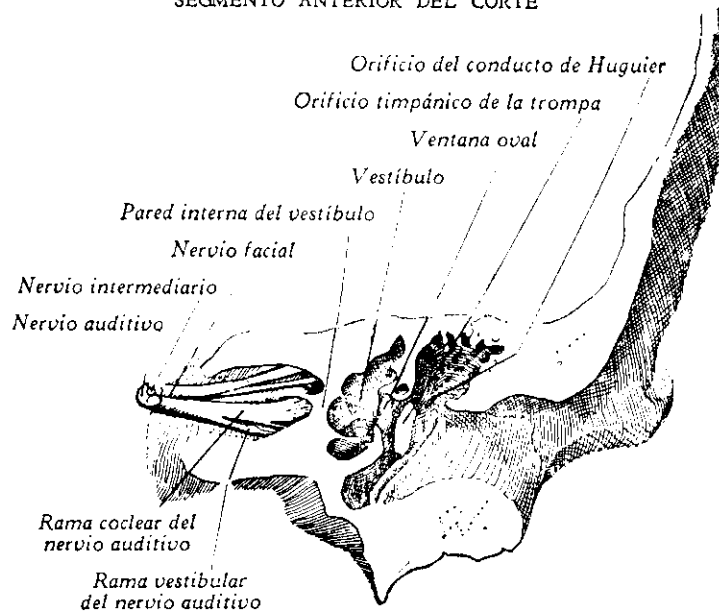 SEGMENTO ANTERIOR DEL CORTE
Orificio del conducto de Huguier
Orificio timpánico de la trompa
Ventana oval
Vestíbulo
Pared interna del vestíbulo
Nervio facial
Nervio intermediario
Nervio auditivo
Rama coclear del
nervio auditivo
Rama vestibular
del nervio auditivo